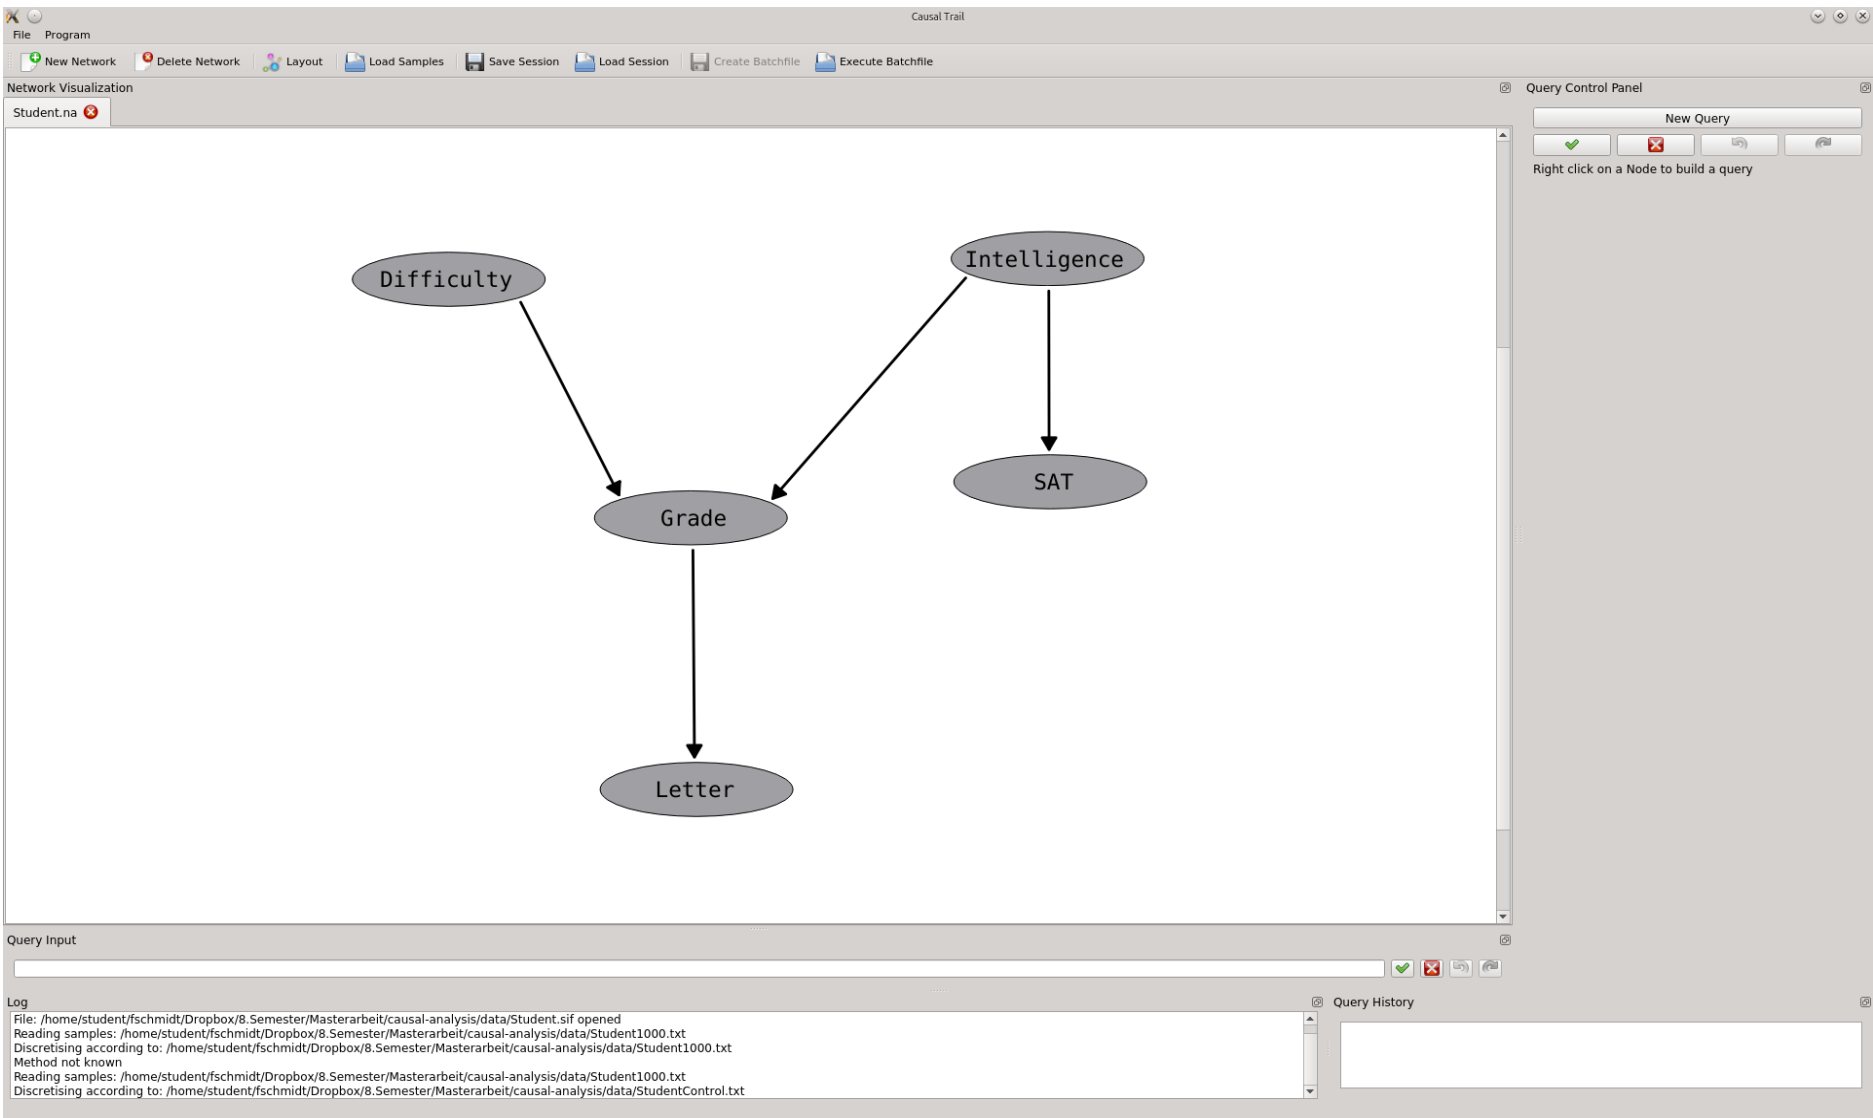 Causal Trail
File Program
New Network Delete Network Layout Load Samples Save Session Load Session Create Batchfile Execute Batchfile
Network Visualization
Query Control Panel
Student.na
New Query
Right click on a Node to build a query
Difficulty
Intelligence
SAT
Grade
Letter
Query Input
Log
File: /home/student/fschmidt/Dropbox/8.Semester/Masterarbeit/causal-analysis/data/Student.sif opened
Reading samples: /home/student/fschmidt/Dropbox/8.Semester/Masterarbeit/causal-analysis/data/Student1000.txt
Discretising according to: /home/student/fschmidt/Dropbox/8.Semester/Masterarbeit/causal-analysis/data/Student1000.txt
Method not known
Reading samples: /home/student/fschmidt/Dropbox/8.Semester/Masterarbeit/causal-analysis/data/Student1000.txt
Discretising according to: /home/student/fschmidt/Dropbox/8.Semester/Masterarbeit/causal-analysis/data/StudentControl.txt
Query History